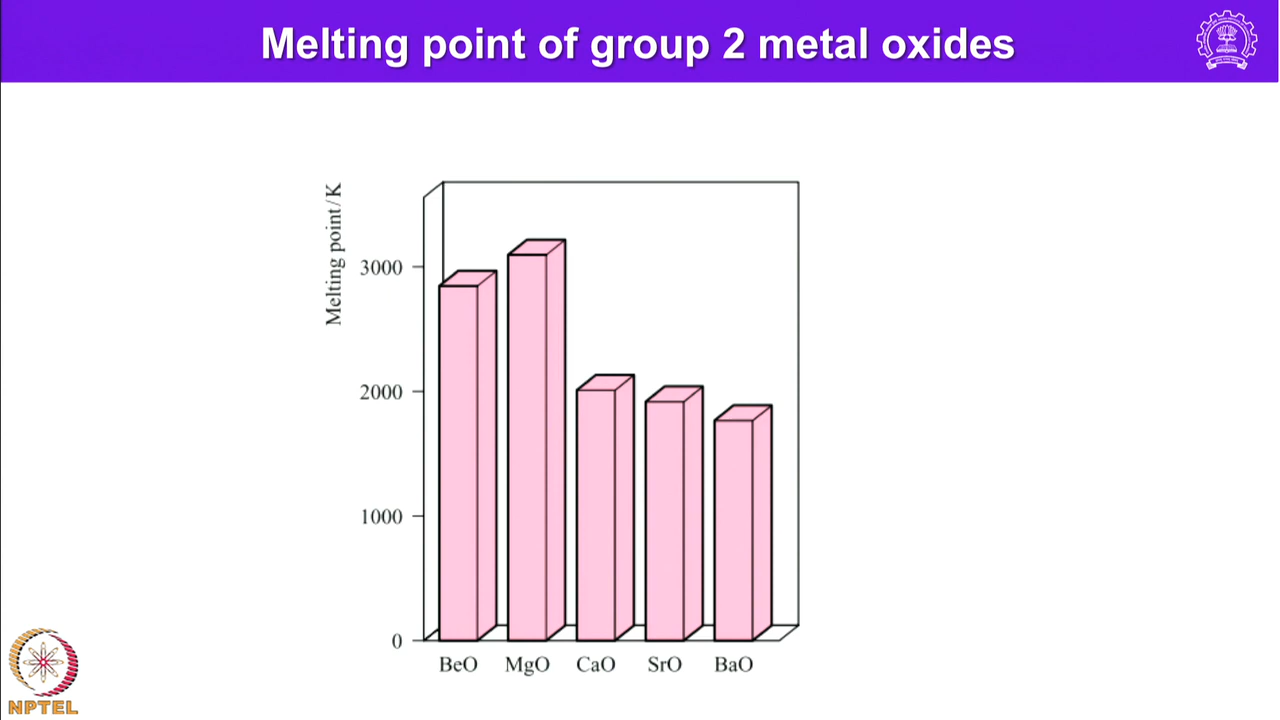 Melting point of group 2 metal oxides
Melting point/K
3000
2000
1000
0
BeO MgO CaO SrO BaO
NPTEL